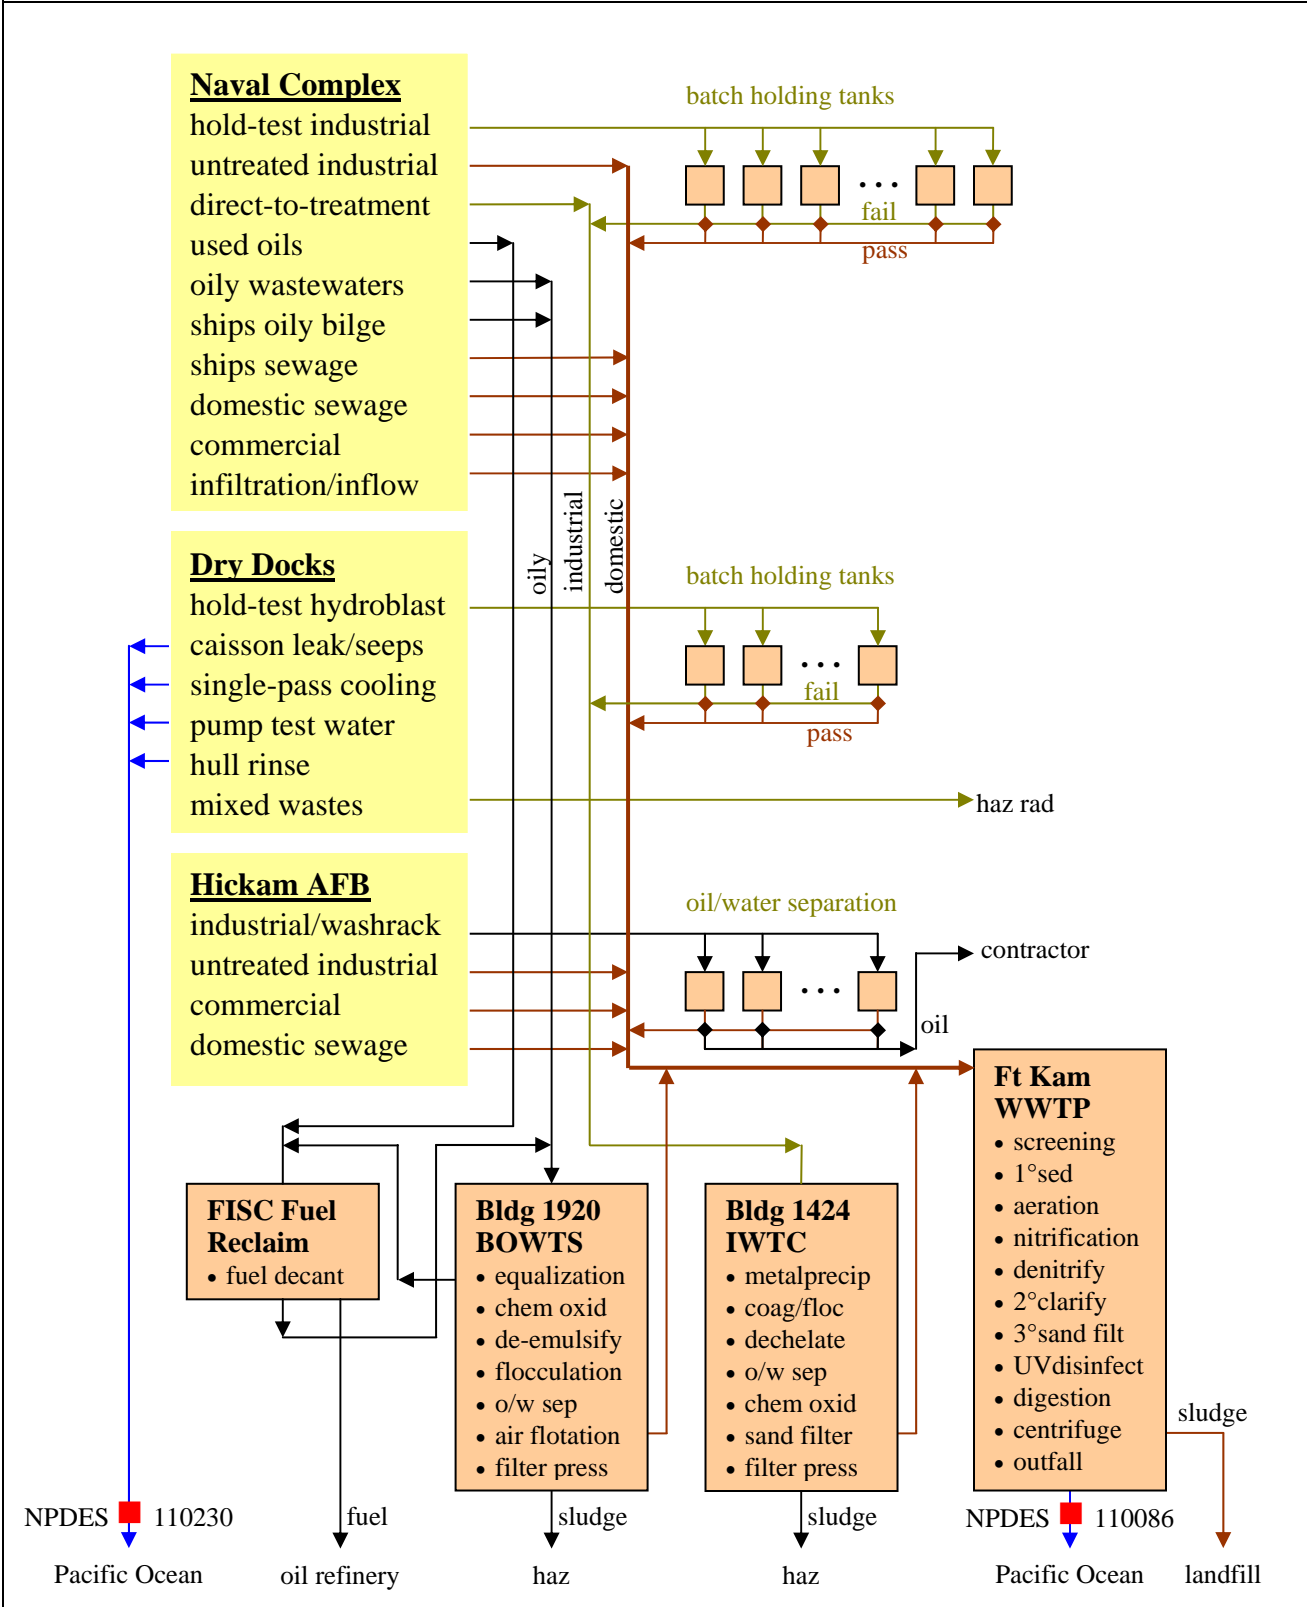 Naval Complex
hold-test industrial
untreated industrial
direct-to-treatment
used oils
oily wastewaters
ships oily bilge
ships sewage
domestic sewage
commercial
infiltration/inflow
batch holding tanks
...
fail
pass
oily
industrial
domestic
Dry Docks
hold-test hydroblast
caisson leak/seeps
single-pass cooling
pump test water
hull rinse
mixed wastes
batch holding tanks
...
fail
pass
haz rad
Hickam AFB
industrial/washrack
untreated industrial
commercial
domestic sewage
oil/water separation
...
contractor
oil
FISC Fuel
Reclaim
• fuel decant
Bldg 1920
BOWTS
• equalization
• chem oxid
• de-emulsify
• flocculation
• o/w sep
• air flotation
• filter press
Bldg 1424
IWTC
• metalprecip
• coag/floc
• dechelate
• o/w sep
• chem oxid
• sand filter
• filter press
Ft Kam
WWTP
• screening
• 1°sed
• aeration
• nitrification
• denitrify
• 2°clarify
• 3°sand filt
• UVdisinfect
• digestion
• centrifuge
• outfall
sludge
NPDES 110230
fuel
sludge
sludge
NPDES 110086
Pacific Ocean
oil refinery
haz
haz
Pacific Ocean
landfill